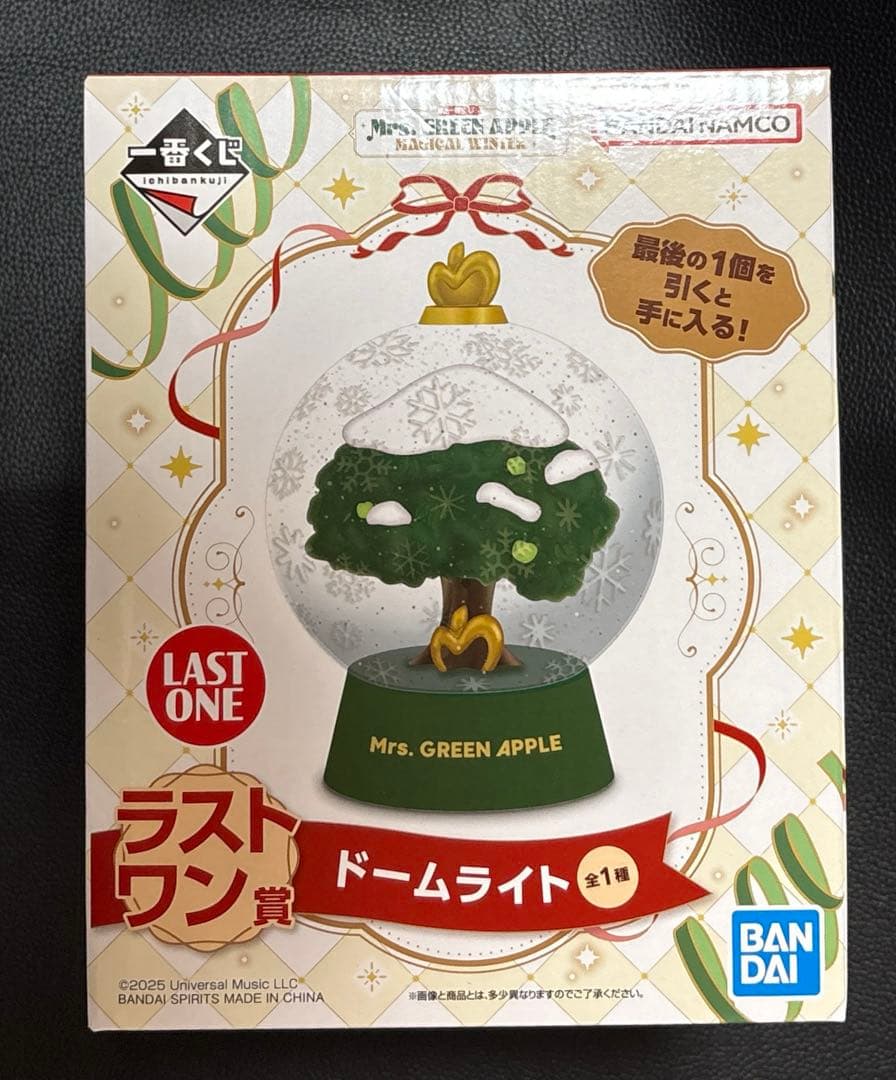 一番くじ
ichibankuji
Mrs. GREEN APPLE
MAGICAL WINTER
BANDAI NAMCO
最後の1個を
引くと
手に入る!
Mrs. GREEN APPLE
LAST
ONE
ラスト
ワン賞
ドームライト
全1種
BAN
DAI
©2025 Universal Music LLC
BANDAI SPIRITS MADE IN CHINA
※画像と商品とは、多少異なりますのでご了承ください。